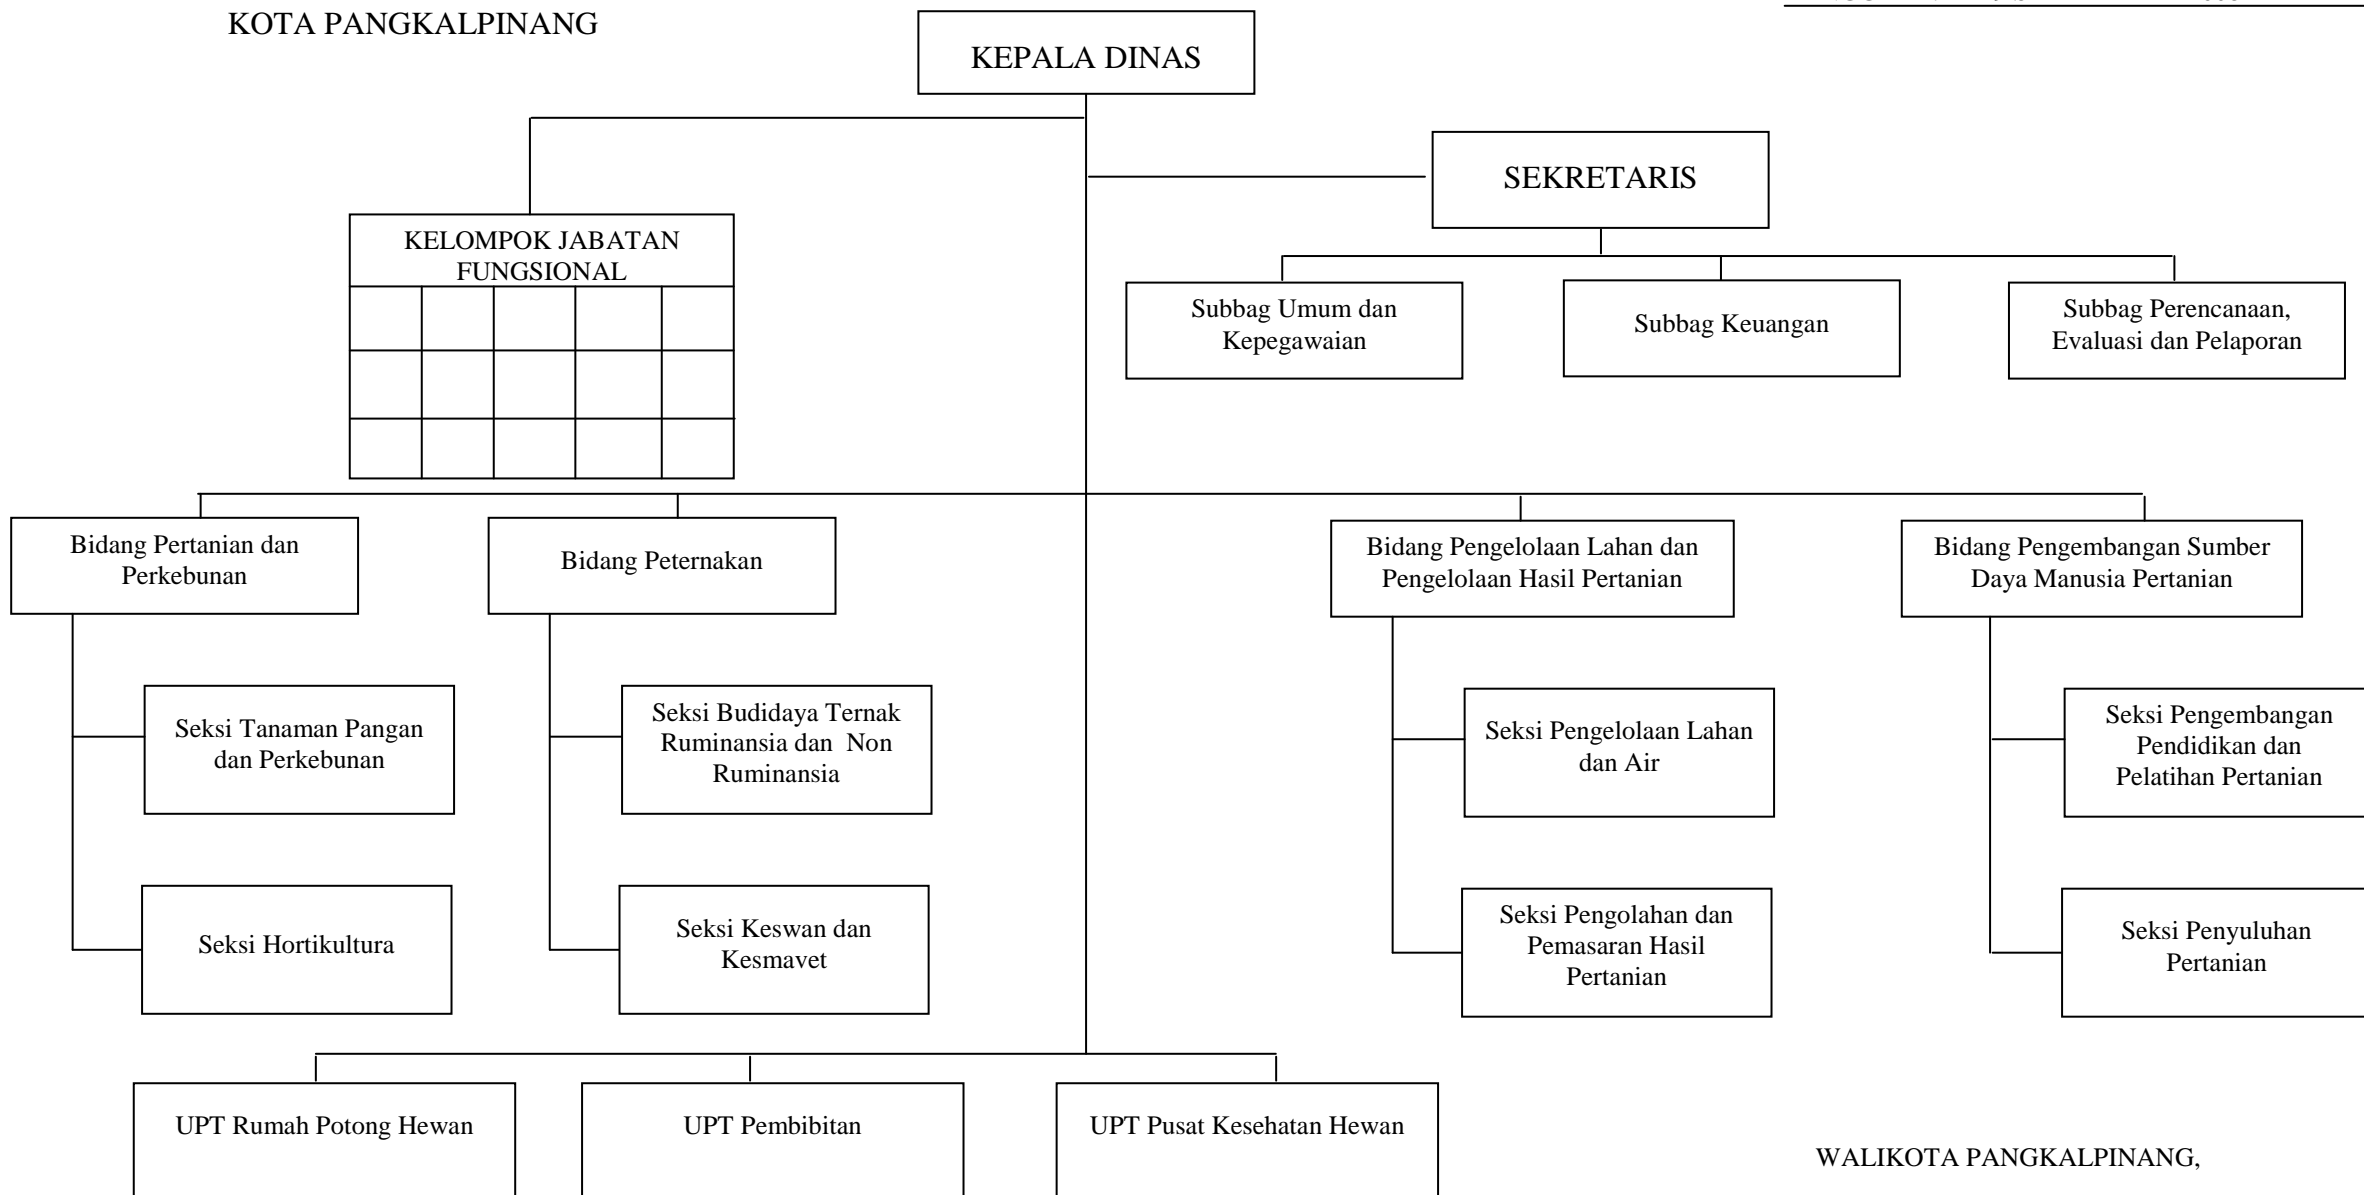 KOTA PANGKALPINANG
KEPALA DINAS
SEKRETARIS
KELOMPOK JABATAN
FUNGSIONAL
Subbag Umum dan
Kepegawaian
Subbag Keuangan
Subbag Perencanaan,
Evaluasi dan Pelaporan
Bidang Pertanian dan
Perkebunan
Bidang Peternakan
Bidang Pengelolaan Lahan dan
Pengelolaan Hasil Pertanian
Bidang Pengembangan Sumber
Daya Manusia Pertanian
Seksi Tanaman Pangan
dan Perkebunan
Seksi Budidaya Ternak
Ruminansia dan  Non
Ruminansia
Seksi Pengelolaan Lahan
dan Air
Seksi Pengembangan
Pendidikan dan
Pelatihan Pertanian
Seksi Hortikultura
Seksi Keswan dan
Kesmavet
Seksi Pengolahan dan
Pemasaran Hasil
Pertanian
Seksi Penyuluhan
Pertanian
UPT Rumah Potong Hewan
UPT Pembibitan
UPT Pusat Kesehatan Hewan
WALIKOTA PANGKALPINANG,